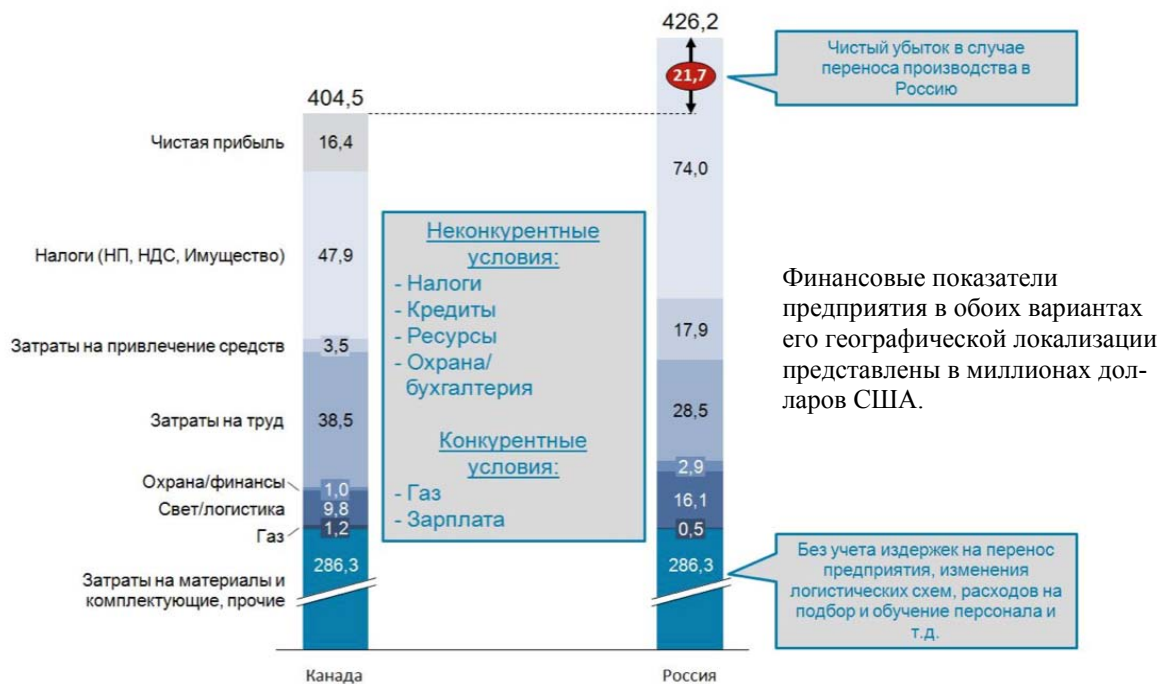 426,2
Чистый убыток в случае
переноса производства в
Россию
21,7
404,5
Чистая прибыль
16,4
74,0
Налоги (НП, НДС, Имущество)
47,9
Неконкурентные
условия:
- Налоги
- Кредиты
- Ресурсы
- Охрана/
бухгалтерия
Конкурентные
условия:
- Газ
- Зарплата
Финансовые показатели
предприятия в обоих вариантах
его географической локализации
представлены в миллионах дол-
ларов США.
Затраты на привлечение средств
3,5
17,9
Затраты на труд
38,5
28,5
Охрана/финансы
1,0
2,9
Свет/логистика
9,8
16,1
Газ
1,2
0,5
Затраты на материалы и
комплектующие, прочие
286,3
286,3
Без учета издержек на перенос
предприятия, изменения
логистических схем, расходов на
подбор и обучение персонала и
т.д.
Канада
Россия